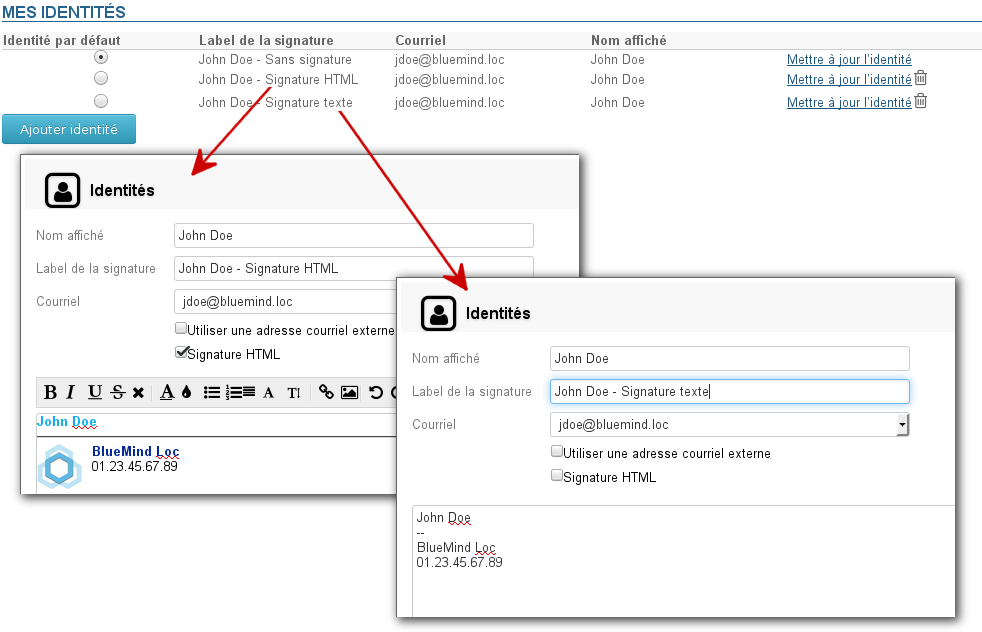 MES IDENTITÉS
Identité par défaut Label de la signature Courriel Nom affiché
John Doe - Sans signature jdoe@bluemind.loc John Doe Mettre à jour l'identité
John Doe - Signature HTML jdoe@bluemind.loc John Doe Mettre à jour l'identité
John Doe - Signature texte jdoe@bluemind.loc John Doe Mettre à jour l'identité
Ajouter identité
Identités
Nom affiché John Doe
Label de la signature John Doe - Signature HTML
Courriel jdoe@bluemind.loc
Utiliser une adresse courriel externe
Signature HTML
B I U S A A T!
John Doe
BlueMind Loc
01.23.45.67.89
Identités
Nom affiché John Doe
Label de la signature John Doe - Signature texte
Courriel jdoe@bluemind.loc
Utiliser une adresse courriel externe
Signature HTML
John Doe
--
BlueMind Loc
01.23.45.67.89